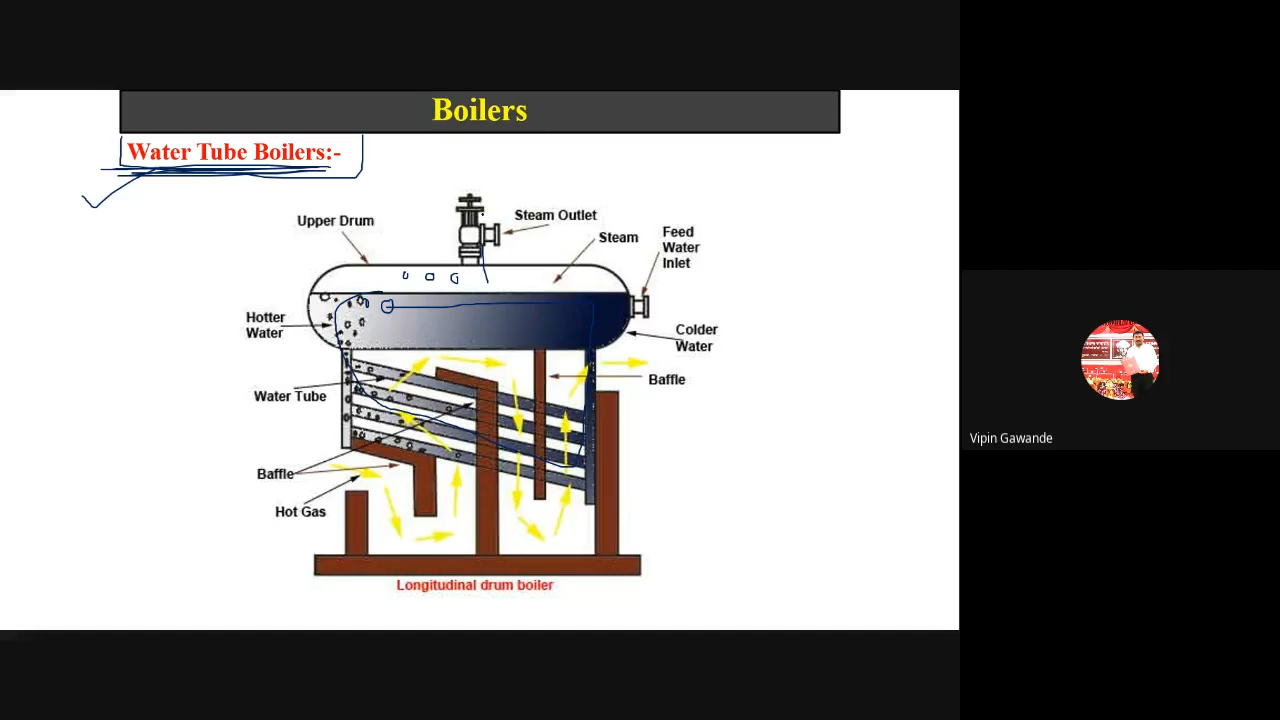 Boilers
Water Tube Boilers:-
Upper Drum
Steam Outlet
Steam
Feed
Water
Inlet
Hotter
Water
Colder
Water
Water Tube
Baffle
Baffle
Hot Gas
Longitudinal drum boiler
Vipin Gawande